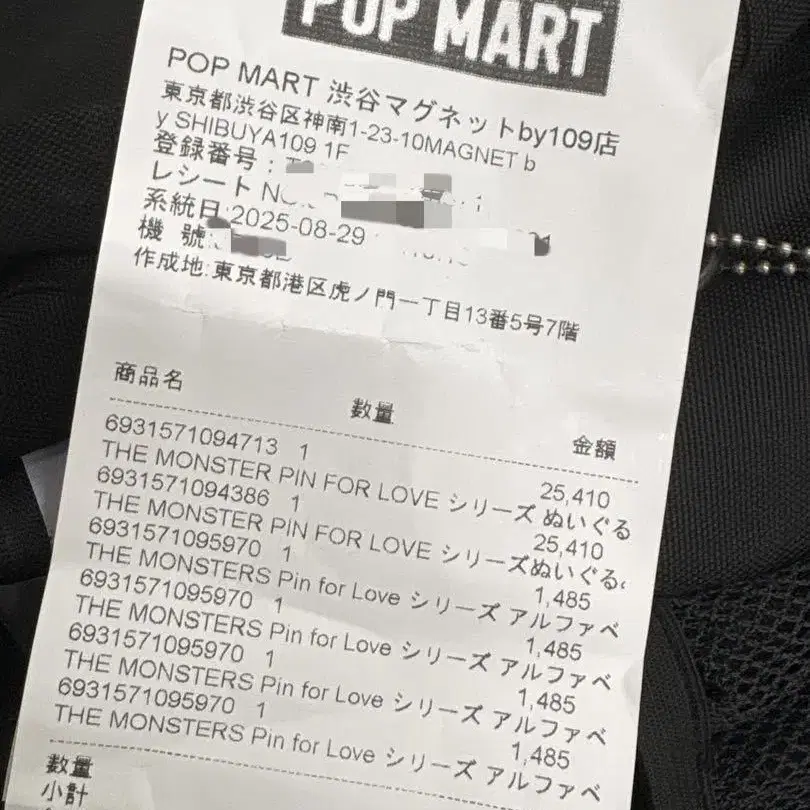 POP MART
POP MART 渋谷マグネットby109店
東京都渋谷区神南1-23-10MAGNET b
y SHIBUYA109 1F
登録番号:
レシート NO.:
系統日:2025-08-29
機 號:
作成地:東京都港区虎ノ門一丁目13番5号7階
商品名 数量 金額
6931571094713 1 25,410
THE MONSTER PIN FOR LOVE シリーズ ぬいぐる
6931571094386 1 25,410
THE MONSTER PIN FOR LOVE シリーズぬいぐる
6931571095970 1 1,485
THE MONSTERS Pin for Love シリーズ アルファベ
6931571095970 1 1,485
THE MONSTERS Pin for Love シリーズ アルファベ
6931571095970 1 1,485
THE MONSTERS Pin for Love シリーズ アルファベ
6931571095970 1 1,485
THE MONSTERS Pin for Love シリーズ アルファベ
数量
小計